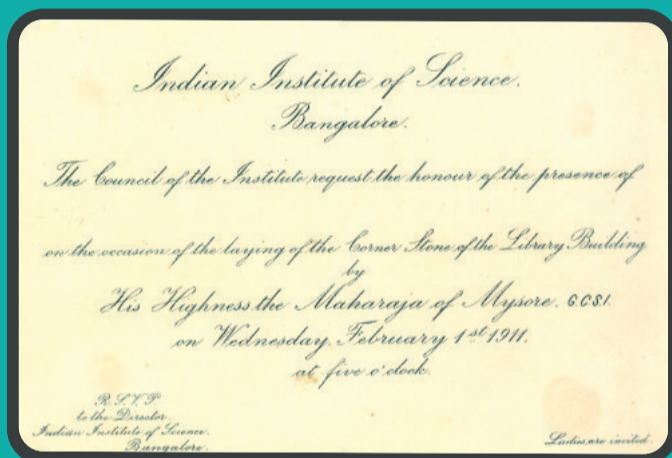 Indian Institute of Science.
Bangalore.
The Council of the Institute request the honour of the presence of
on the occasion of the laying of the Corner Stone of the Library Building
by
His Highness the Maharaja of Mysore. G.C.S.I.
on Wednesday. February 1st 1911.
at five o'clock.
R.S.V.P
to the Director.
Indian Institute of Science.
Bangalore.
Ladies are invited.